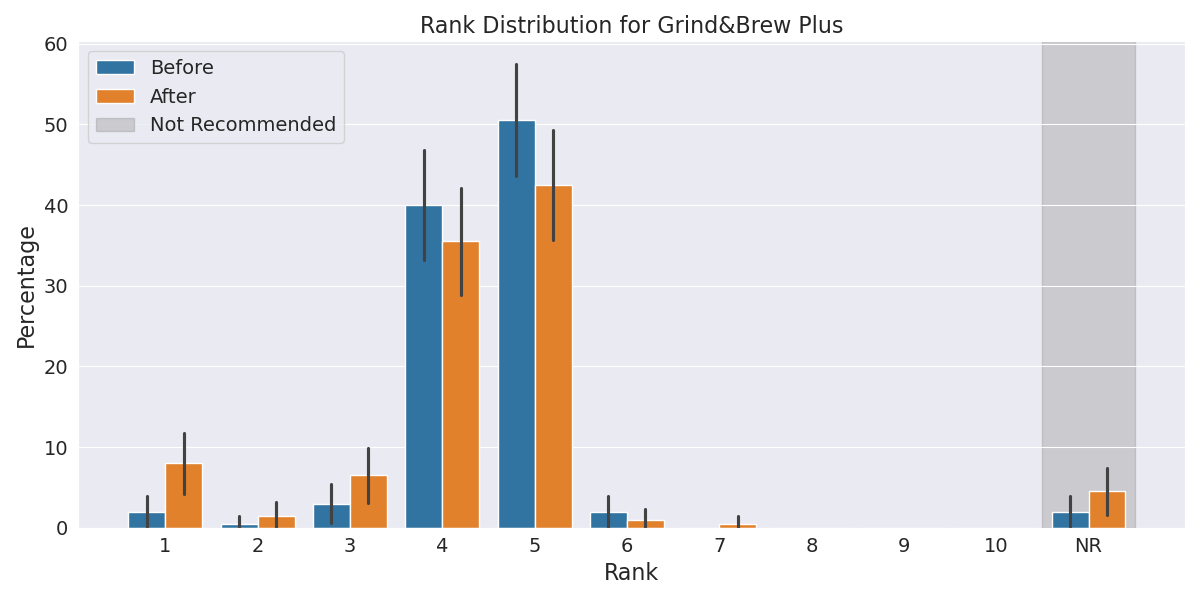 Rank Distribution for Grind&Brew Plus
Before
After
Not Recommended
Percentage
60
50
40
30
20
10
0
1 2 3 4 5 6 7 8 9 10 NR
Rank